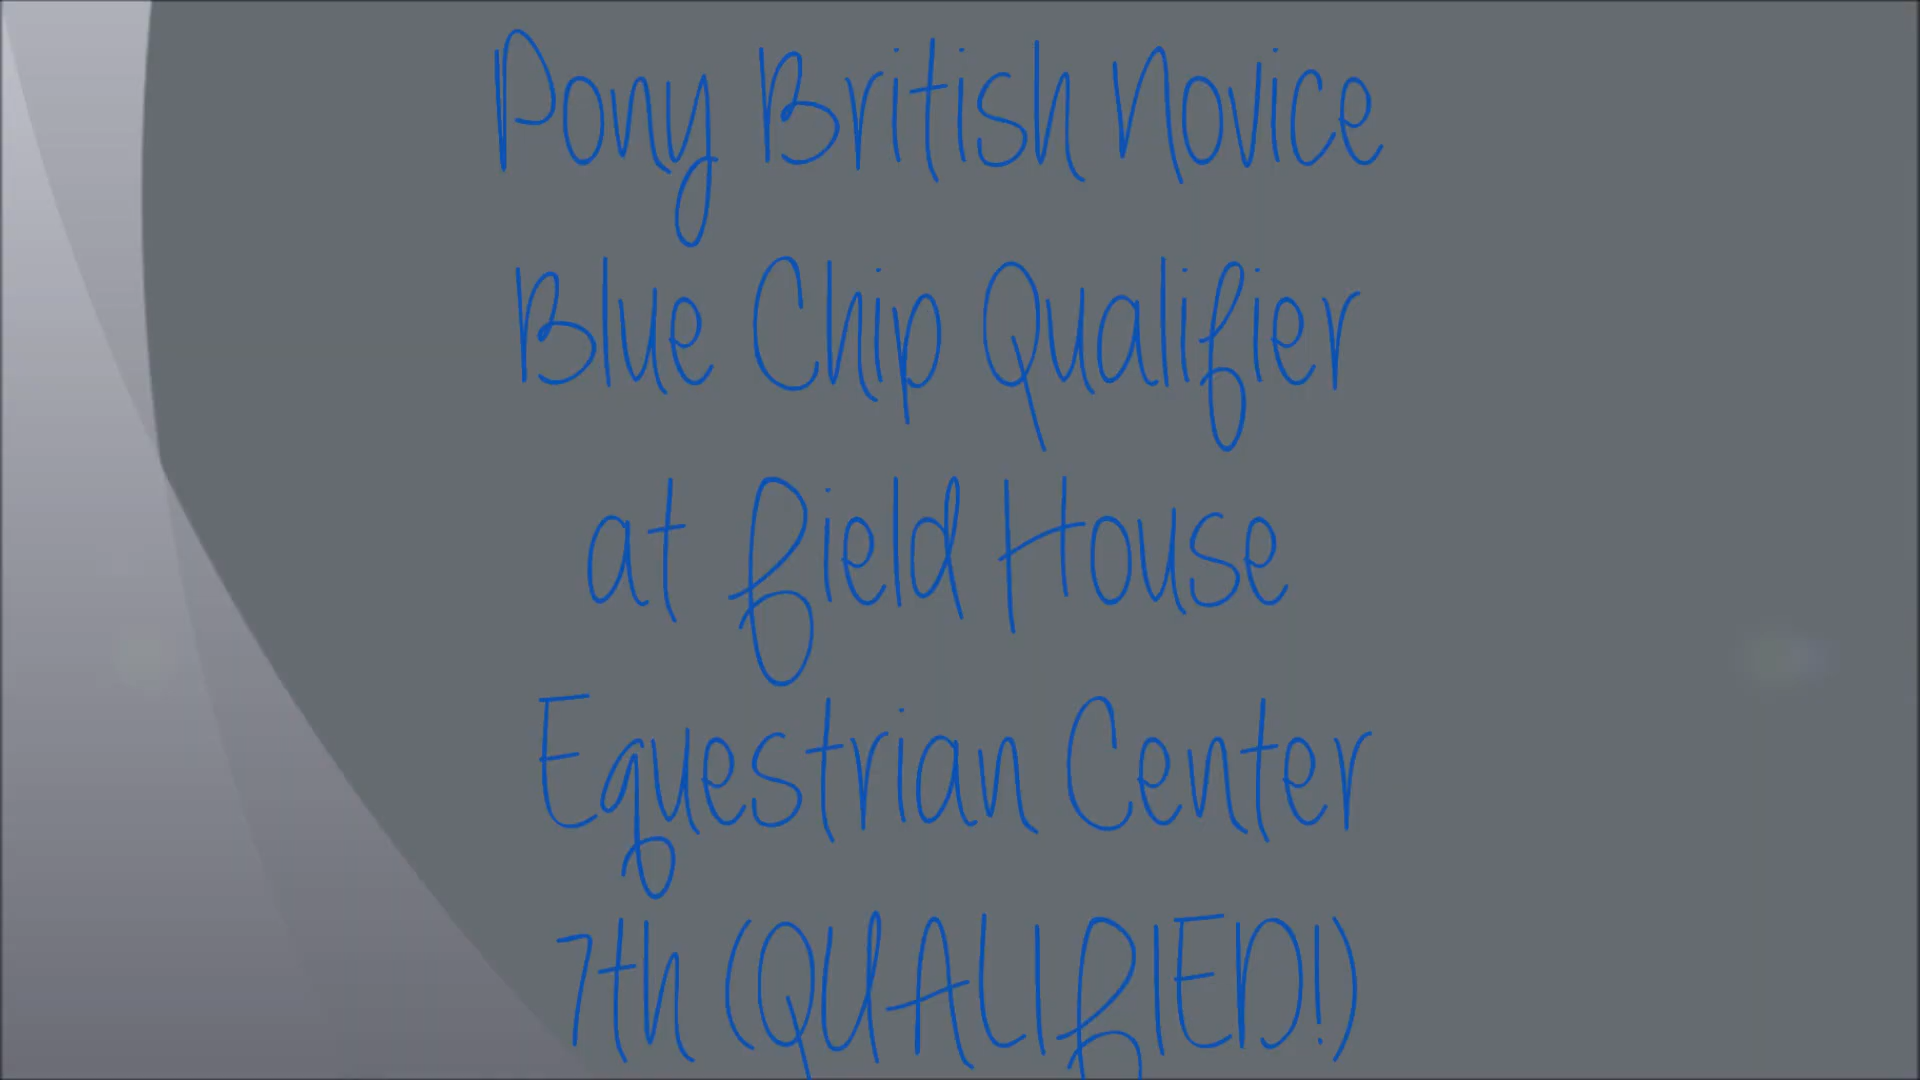 Pony British Novice
Blue Chip Qualifier
at Field House
Equestrian Center
7th (QUALIFIED!)